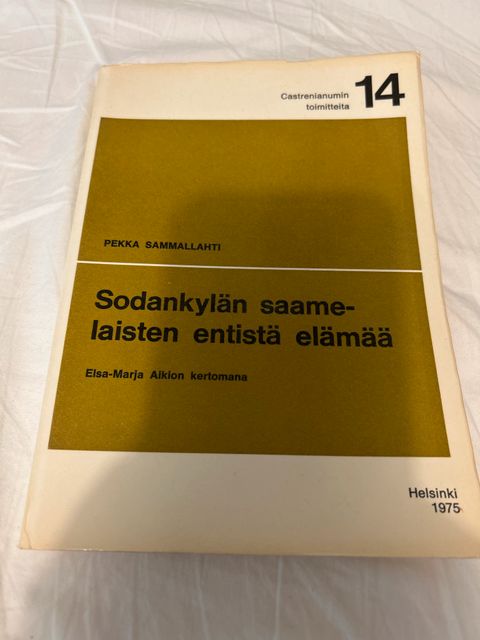 Castrenianumin
toimitteita 14
PEKKA SAMMALLAHTI
Sodankylän saame-
laisten entistä elämää
Elsa-Marja Aikion kertomana
Helsinki
1975